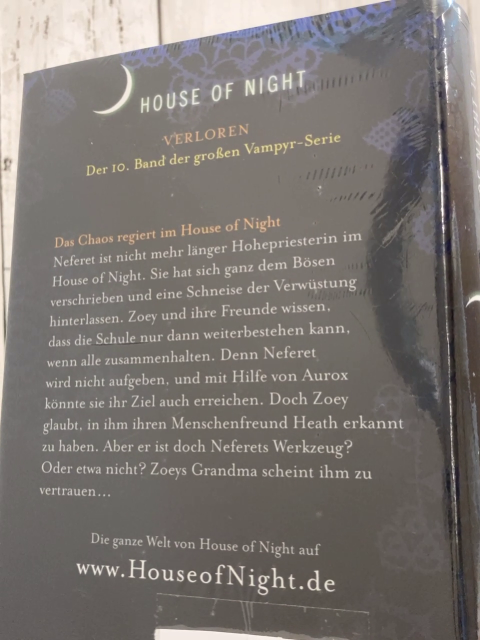 HOUSE OF NIGHT
VERLOREN
Der 10. Band der großen Vampyr-Serie
Das Chaos regiert im House of Night
Neferet ist nicht mehr länger Hohepriesterin im
House of Night. Sie hat sich ganz dem Bösen
verschrieben und eine Schneise der Verwüstung
hinterlassen. Zoey und ihre Freunde wissen,
dass die Schule nur dann weiterbestehen kann,
wenn alle zusammenhalten. Denn Neferet
wird nicht aufgeben, und mit Hilfe von Aurox
könnte sie ihr Ziel auch erreichen. Doch Zoey
glaubt, in ihm ihren Menschenfreund Heath erkannt
zu haben. Aber er ist doch Neferets Werkzeug?
Oder etwa nicht? Zoeys Grandma scheint ihm zu
vertrauen...
Die ganze Welt von House of Night auf
www.HouseofNight.de